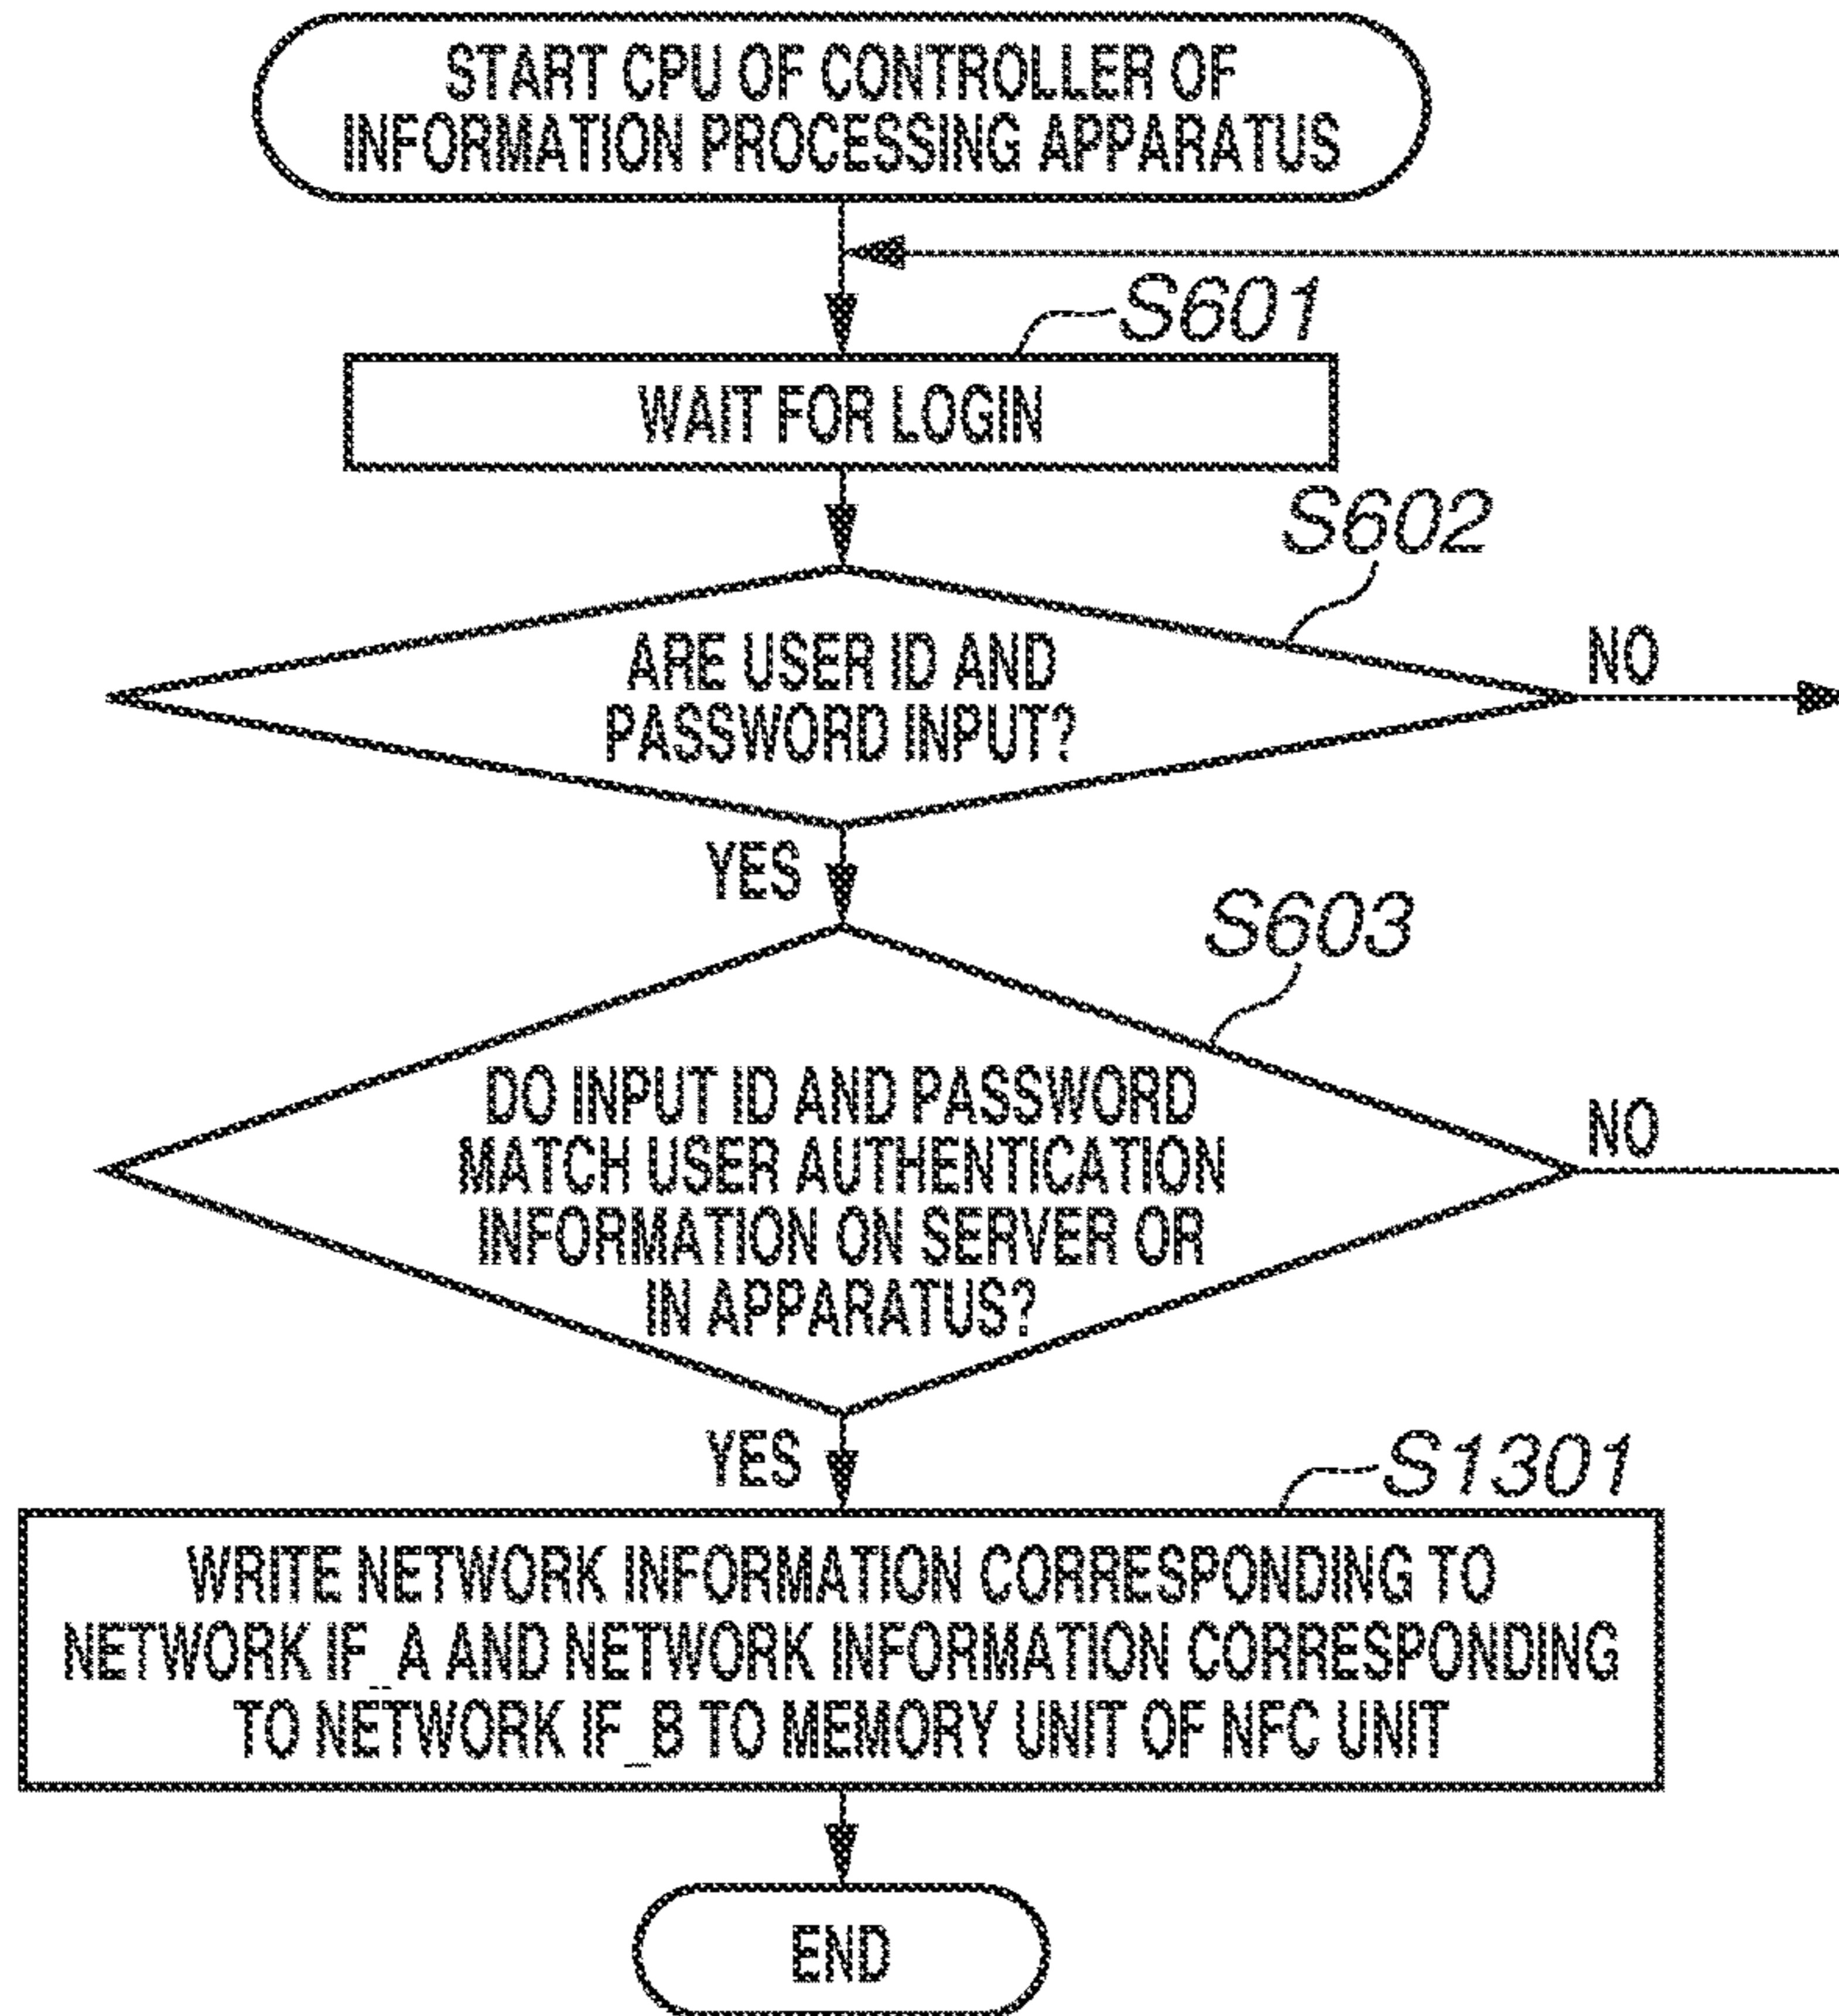 START CPU OF CONTROLLER OF
INFORMATION PROCESSING APPARATUS
S601
WAIT FOR LOGIN
S602
ARE USER ID AND
PASSWORD INPUT?
NO
YES
S603
DO INPUT ID AND PASSWORD
MATCH USER AUTHENTICATION
INFORMATION ON SERVER OR
IN APPARATUS?
NO
YES
S1301
WRITE NETWORK INFORMATION CORRESPONDING TO
NETWORK IF_A AND NETWORK INFORMATION CORRESPONDING
TO NETWORK IF_B TO MEMORY UNIT OF NFC UNIT
END